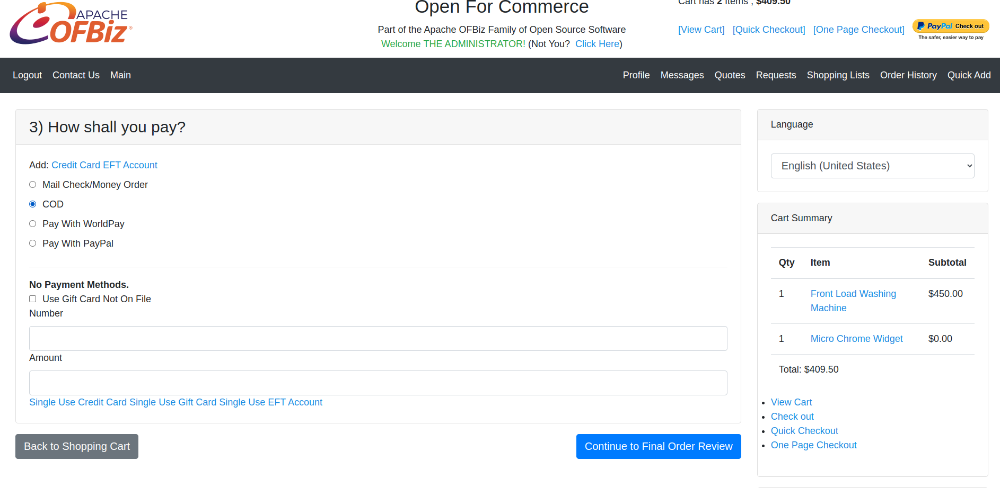 APACHE
OFBiz®
Open For Commerce
Part of the Apache OFBiz Family of Open Source Software
Welcome THE ADMINISTRATOR! (Not You? Click Here)
Cart has 2 Items , $409.50
[View Cart] [Quick Checkout] [One Page Checkout]
PayPal Check out
The safer, easier way to pay
Logout Contact Us Main
Profile Messages Quotes Requests Shopping Lists Order History Quick Add
3) How shall you pay?
Add: Credit Card EFT Account
Mail Check/Money Order
COD
Pay With WorldPay
Pay With PayPal
No Payment Methods.
Use Gift Card Not On File
Number
Amount
Single Use Credit Card Single Use Gift Card Single Use EFT Account
Back to Shopping Cart
Continue to Final Order Review
Language
English (United States)
Cart Summary
Qty Item Subtotal
1 Front Load Washing $450.00
Machine
1 Micro Chrome Widget $0.00
Total: $409.50
View Cart
Check out
Quick Checkout
One Page Checkout